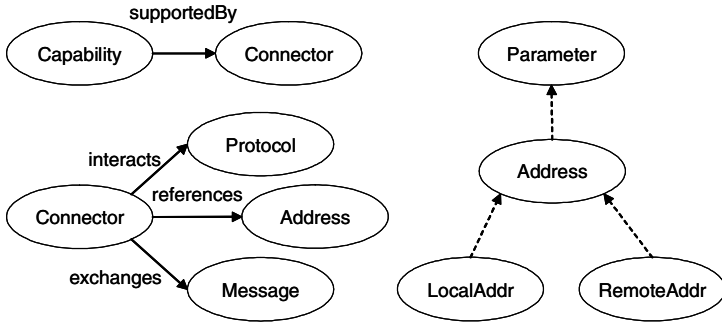 supportedBy
Capability
Connector
Parameter
interacts
Protocol
references
Connector
Address
exchanges
Message
Address
LocalAddr
RemoteAddr